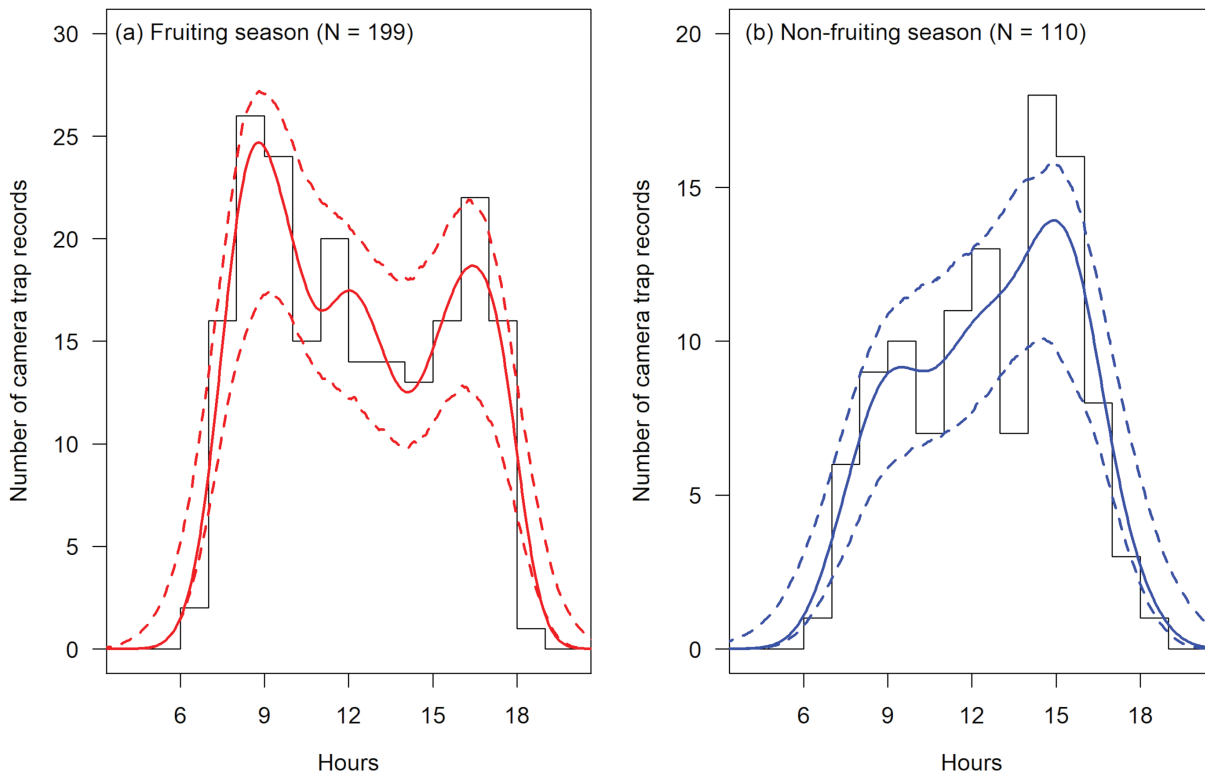 (a) Fruiting season (N = 199)
Number of camera trap records
30
25
20
15
10
5
0
6 9 12 15 18
Hours
(b) Non-fruiting season (N = 110)
Number of camera trap records
20
15
10
5
0
6 9 12 15 18
Hours